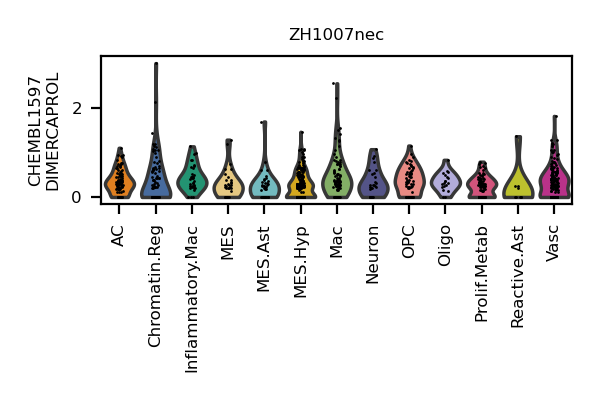 ZH1007nec
CHEMBL1597
DIMERCAPROL
2
0
AC
Chromatin.Reg
Inflammatory.Mac
MES
MES.Ast
MES.Hyp
Mac
Neuron
OPC
Oligo
Prolif.Metab
Reactive.Ast
Vasc